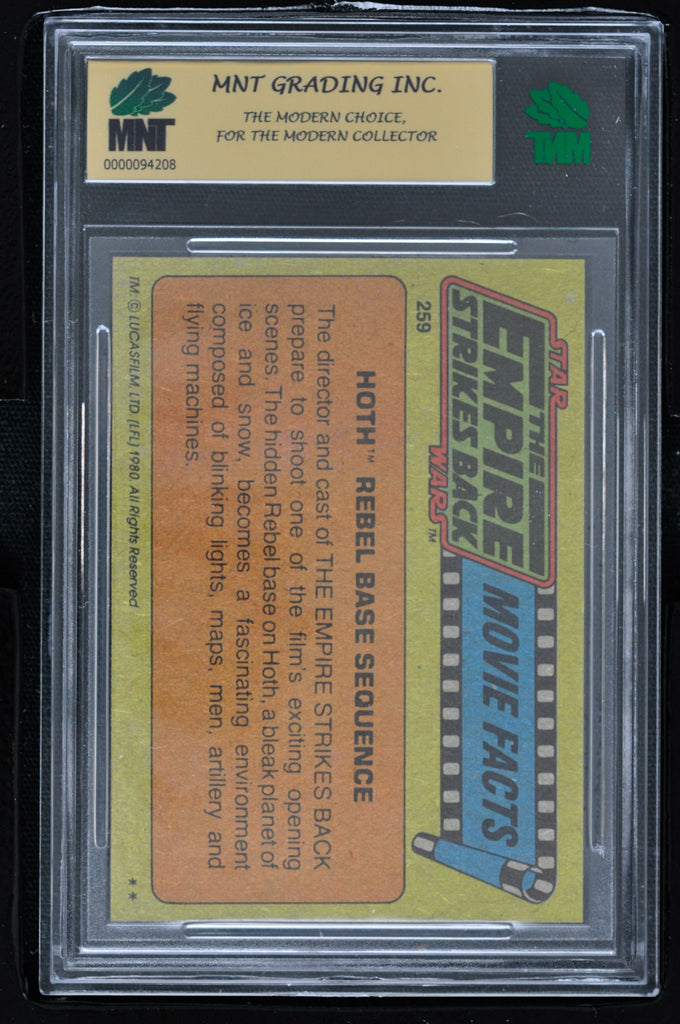 MNT GRADING INC.
THE MODERN CHOICE,
FOR THE MODERN COLLECTOR
MNT
0000094208
MNT
STAR
THE
EMPIRE
STRIKES BACK
WARS™
MOVIE FACTS
259
HOTH™ REBEL BASE SEQUENCE
The director and cast of THE EMPIRE STRIKES BACK
prepare to shoot one of the film's exciting opening
scenes. The hidden Rebel base on Hoth, a bleak planet of
ice and snow, becomes a fascinating environment
composed of blinking lights, maps, men, artillery and
flying machines.
TM: © LUCASFILM, LTD. (LFL) 1980. All Rights Reserved
* *